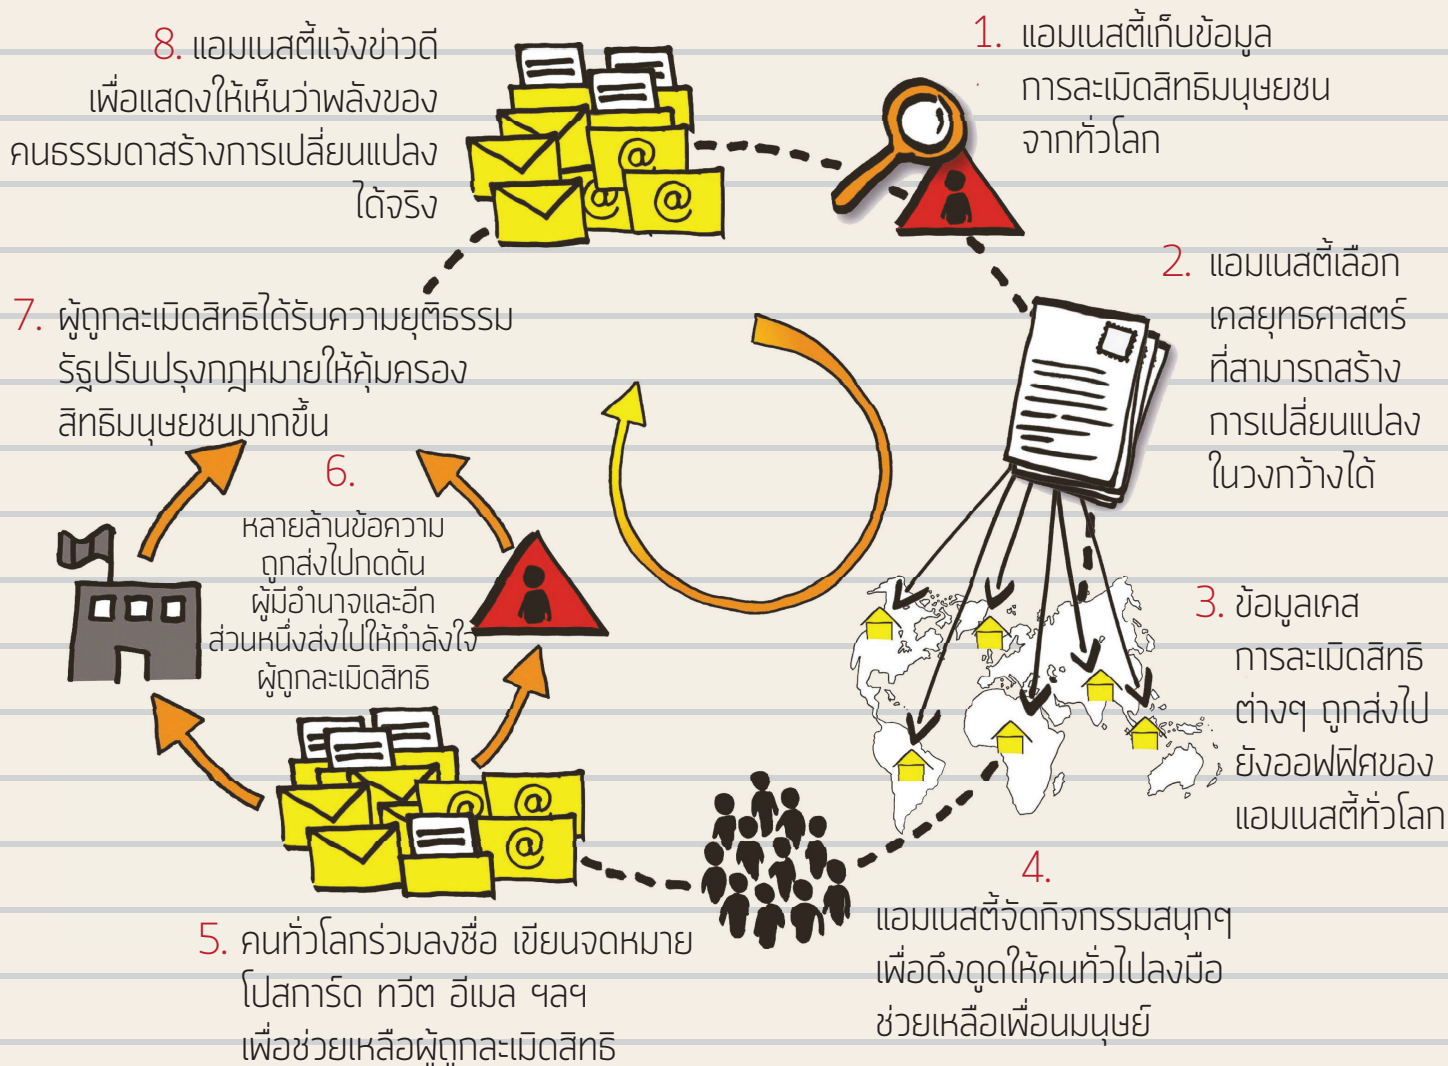 1. แอมเนสตี้เก็บข้อมูล
การละเมิดสิทธิมนุษยชน
จากทั่วโลก
2. แอมเนสตี้เลือก
เคสยุทธศาสตร์
ที่สามารถสร้าง
การเปลี่ยนแปลง
ในวงกว้างได้
3. ข้อมูลเคส
การละเมิดสิทธิ
ต่างๆ ถูกส่งไป
ยังออฟฟิศของ
แอมเนสตี้ทั่วโลก
4.
แอมเนสตี้จัดกิจกรรมสนุกๆ
เพื่อดึงดูดให้คนทั่วไปลงมือ
ช่วยเหลือเพื่อนมนุษย์
5. คนทั่วโลกร่วมลงชื่อ เขียนจดหมาย
โปสการ์ด ทวีต อีเมล ฯลฯ
เพื่อช่วยเหลือผู้ถูกละเมิดสิทธิ
6.
หลายล้านข้อความ
ถูกส่งไปกดดัน
ผู้มีอำนาจและอีก
ส่วนหนึ่งส่งไปให้กำลังใจ
ผู้ถูกละเมิดสิทธิ
7. ผู้ถูกละเมิดสิทธิได้รับความยุติธรรม
รัฐปรับปรุงกฎหมายให้คุ้มครอง
สิทธิมนุษยชนมากขึ้น
8. แอมเนสตี้แจ้งข่าวดี
เพื่อแสดงให้เห็นว่าพลังของ
คนธรรมดาสร้างการเปลี่ยนแปลง
ได้จริง